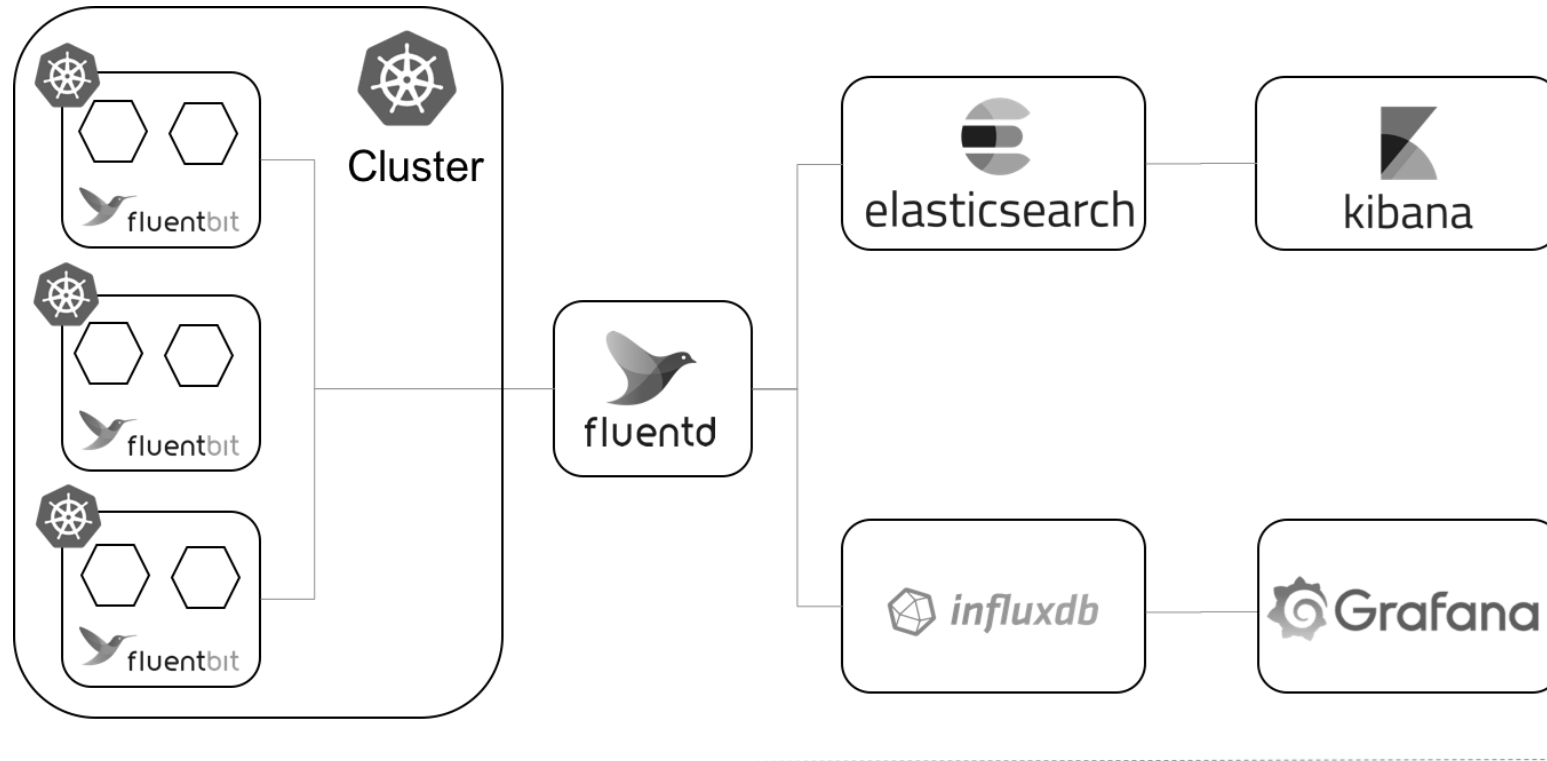 Cluster
fluentbit
fluentbit
fluentbit
fluentd
elasticsearch
kibana
influxdb
Grafana